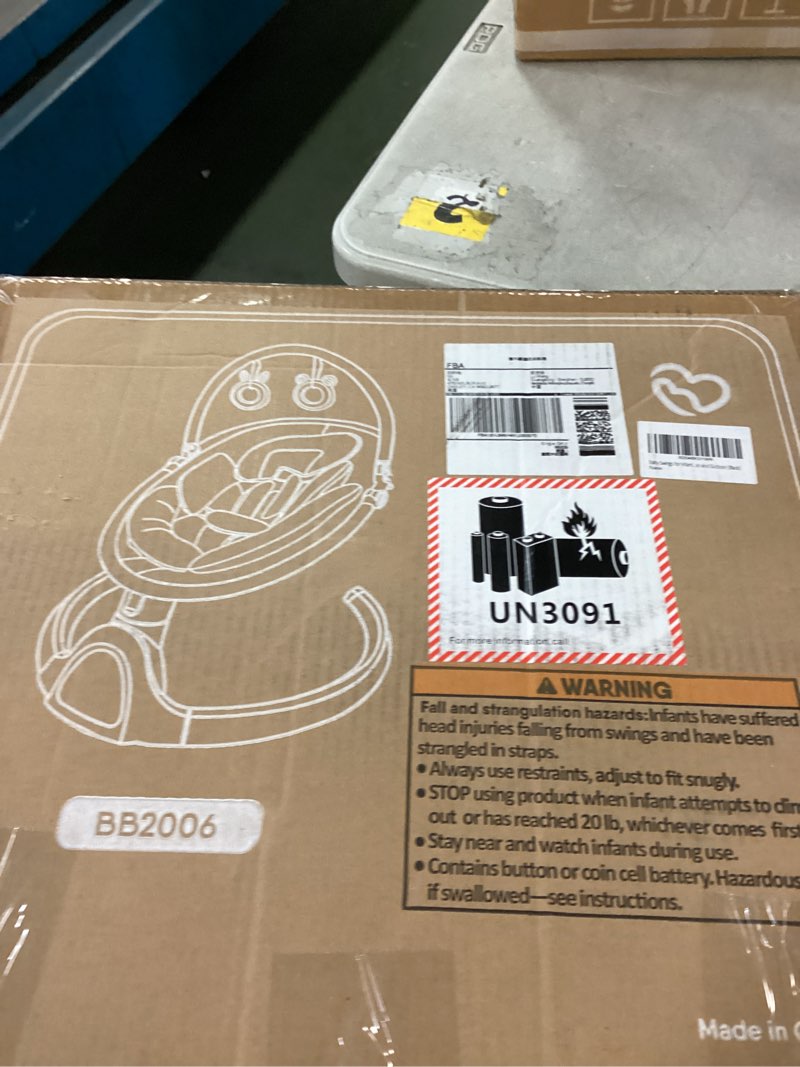 RDG
FBA
UN3091
For more information, call
WARNING
Fall and strangulation hazards: Infants have suffered
head injuries falling from swings and have been
strangled in straps.
• Always use restraints, adjust to fit snugly.
• STOP using product when infant attempts to
out or has reached 20 lb, whichever comes first
• Stay near and watch infants during use.
• Contains button or coin cell battery. Hazardous
if swallowed—see instructions.
BB2006
Made in